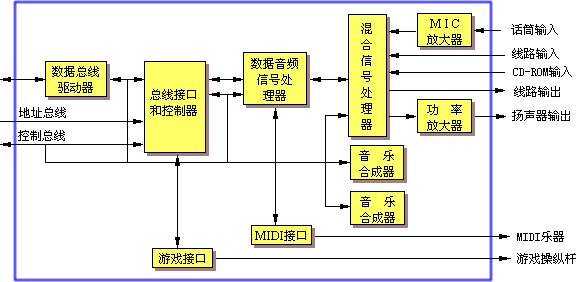 数据总线
驱动器
地址总线
控制总线
总线接口
和控制器
数据音频
信号处
理器
混
合
信
号
处
理
器
MIC
放大器
功 率
放大器
音 乐
合成器
音 乐
合成器
MIDI接口
游戏接口
话筒输入
线路输入
CD-ROM输入
线路输出
扬声器输出
MIDI乐器
游戏操纵杆